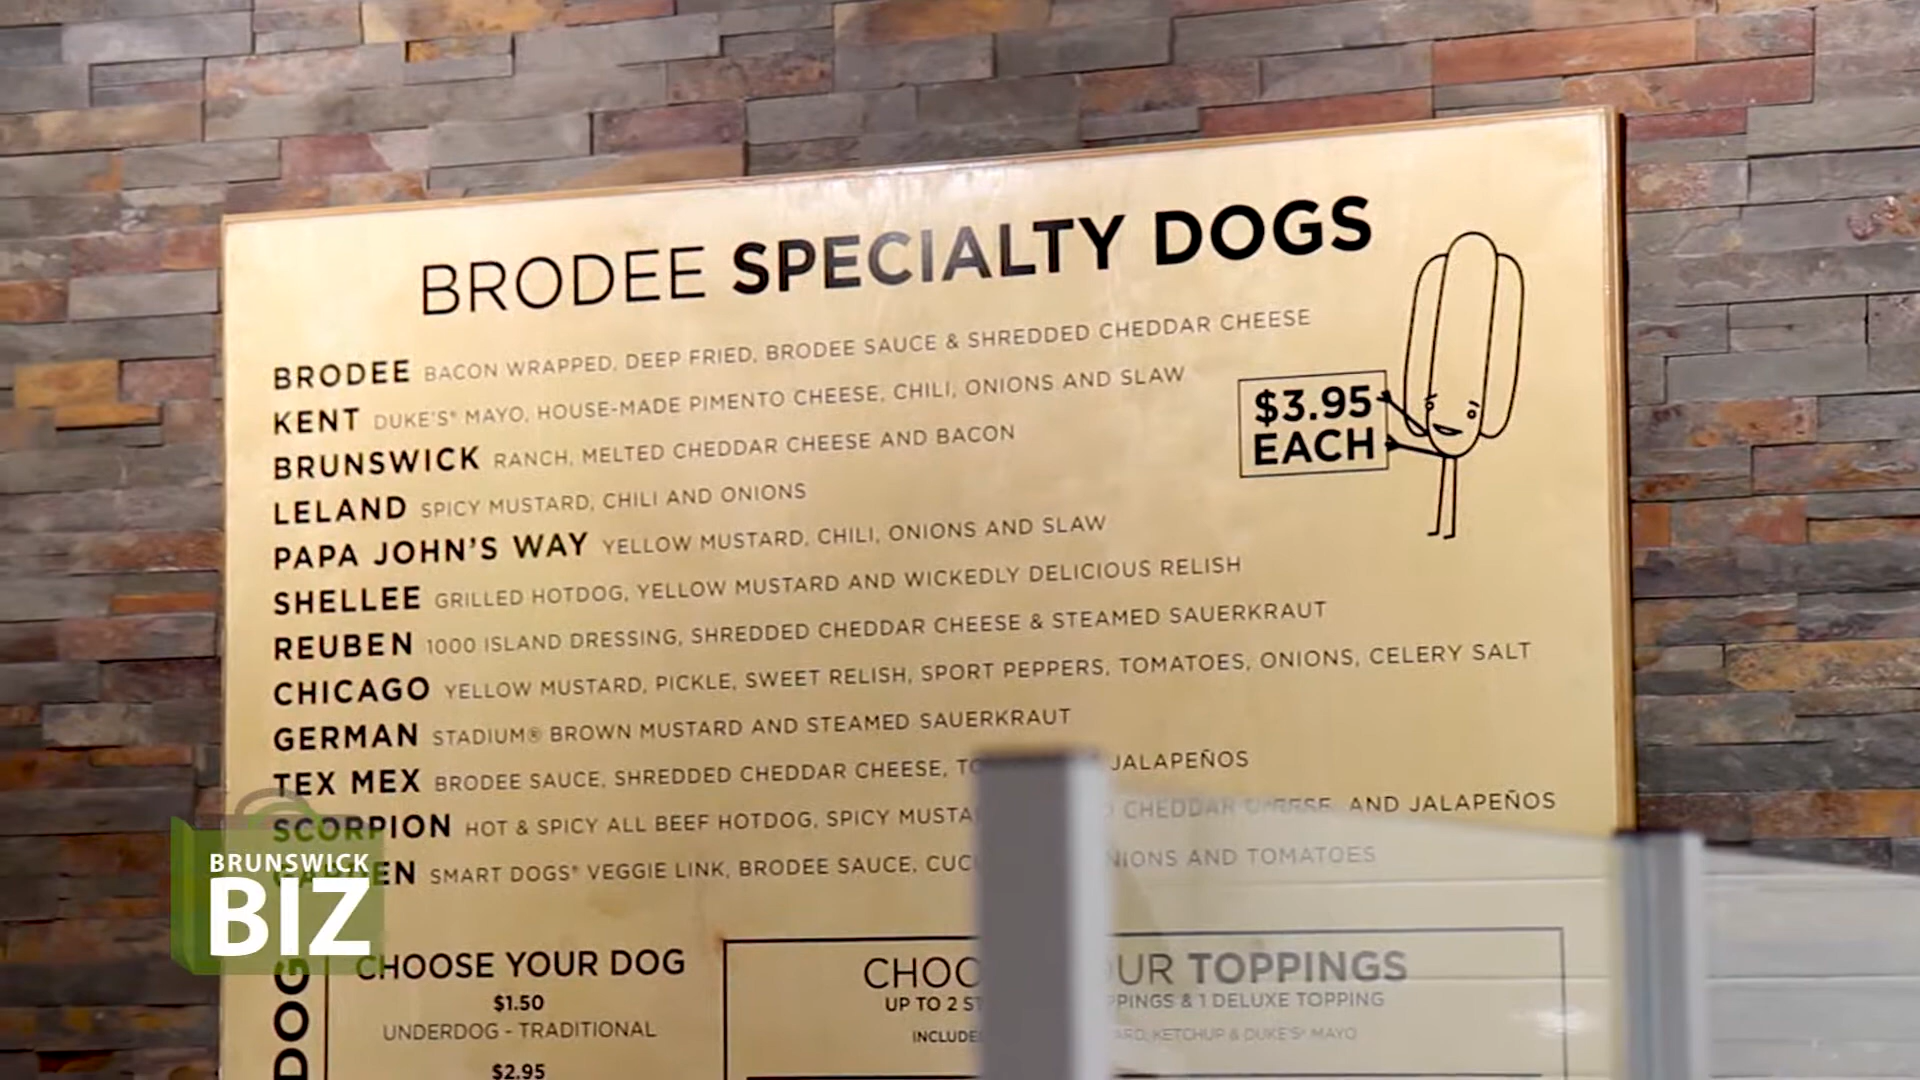 BRODEE SPECIALTY DOGS
BRODEE BACON WRAPPED, DEEP FRIED, BRODEE SAUCE & SHREDDED CHEDDAR CHEESE
KENT DUKE'S® MAYO, HOUSE-MADE PIMENTO CHEESE, CHILI, ONIONS AND SLAW
$3.95 EACH
BRUNSWICK RANCH, MELTED CHEDDAR CHEESE AND BACON
LELAND SPICY MUSTARD, CHILI AND ONIONS
PAPA JOHN'S WAY YELLOW MUSTARD, CHILI, ONIONS AND SLAW
SHELLEE GRILLED HOTDOG, YELLOW MUSTARD AND WICKEDLY DELICIOUS RELISH
REUBEN 1000 ISLAND DRESSING, SHREDDED CHEDDAR CHEESE & STEAMED SAUERKRAUT
CHICAGO YELLOW MUSTARD, PICKLE, SWEET RELISH, SPORT PEPPERS, TOMATOES, ONIONS, CELERY SALT
GERMAN STADIUM® BROWN MUSTARD AND STEAMED SAUERKRAUT
TEX MEX BRODEE SAUCE, SHREDDED CHEDDAR CHEESE, JALAPEÑOS
SCORPION HOT & SPICY ALL BEEF HOTDOG, SPICY CHEDDAR CHEESE, AND JALAPEÑOS
SMART DOGS® VEGGIE LINK, BRODEE SAUCE, AND TOMATOES
BRUNSWICK
BIZ
DOG
CHOOSE YOUR DOG
$1.50
UNDERDOG - TRADITIONAL
$2.95
TOPPINGS
UP TO 2 & 1 DELUXE TOPPING
KETCHUP & DUKE'S® MAYO